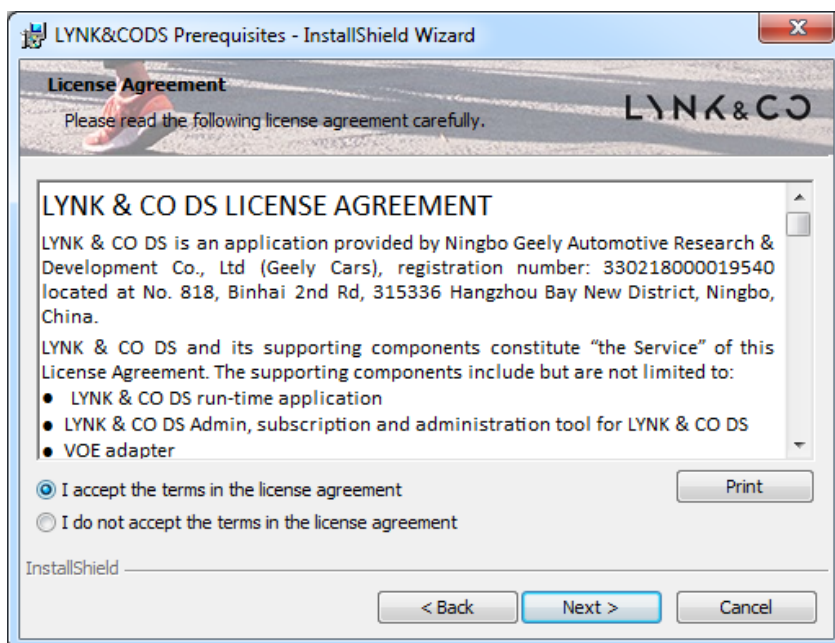 LYNK&CODS Prerequisites - InstallShield Wizard
License Agreement
Please read the following license agreement carefully.
LYNK&CO
LYNK & CO DS LICENSE AGREEMENT
LYNK & CO DS is an application provided by Ningbo Geely Automotive Research &
Development Co., Ltd (Geely Cars), registration number: 330218000019540
located at No. 818, Binhai 2nd Rd, 315336 Hangzhou Bay New District, Ningbo,
China.
LYNK & CO DS and its supporting components constitute “the Service” of this
License Agreement. The supporting components include but are not limited to:
● LYNK & CO DS run-time application
● LYNK & CO DS Admin, subscription and administration tool for LYNK & CO DS
● VOE adapter
I accept the terms in the license agreement
Print
I do not accept the terms in the license agreement
InstallShield
< Back
Next >
Cancel